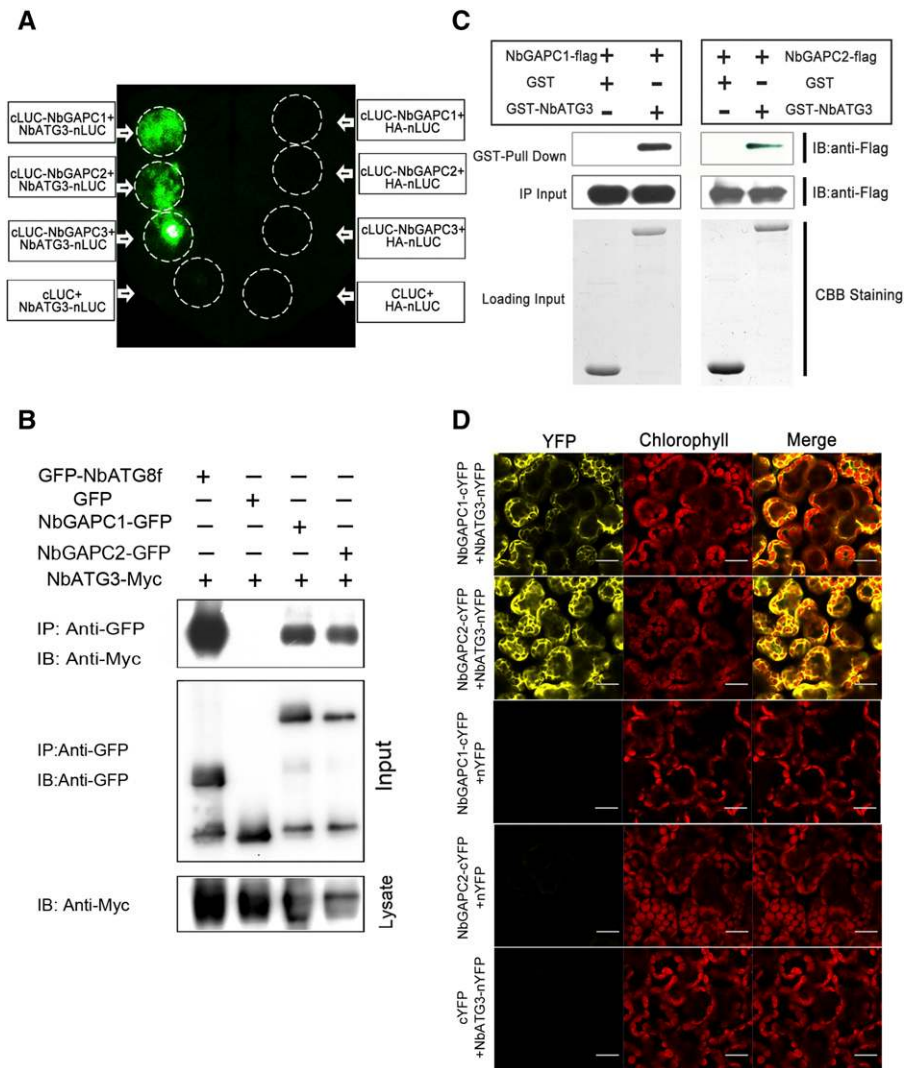 A
cLUC-NbGAPC1+
NbATG3-nLUC
cLUC-NbGAPC2+
NbATG3-nLUC
cLUC-NbGAPC3+
NbATG3-nLUC
cLUC+
NbATG3-nLUC
cLUC-NbGAPC1+
HA-nLUC
cLUC-NbGAPC2+
HA-nLUC
cLUC-NbGAPC3+
HA-nLUC
CLUC+
HA-nLUC
C
NbGAPC1-flag + +
GST + −
GST-NbATG3 − +
+ + NbGAPC2-flag
+ − GST
− + GST-NbATG3
GST-Pull Down
IB:anti-Flag
IP Input
IB:anti-Flag
Loading Input
CBB Staining
B
GFP-NbATG8f + − − −
GFP − + − −
NbGAPC1-GFP − − + −
NbGAPC2-GFP − − − +
NbATG3-Myc + + + +
IP: Anti-GFP
IB: Anti-Myc
IP:Anti-GFP
IB:Anti-GFP
Input
IB: Anti-Myc
Lysate
D
YFP Chlorophyll Merge
NbGAPC1-cYFP
+NbATG3-nYFP
NbGAPC2-cYFP
+NbATG3-nYFP
NbGAPC1-cYFP
+nYFP
NbGAPC2-cYFP
+nYFP
cYFP
+NbATG3-nYFP